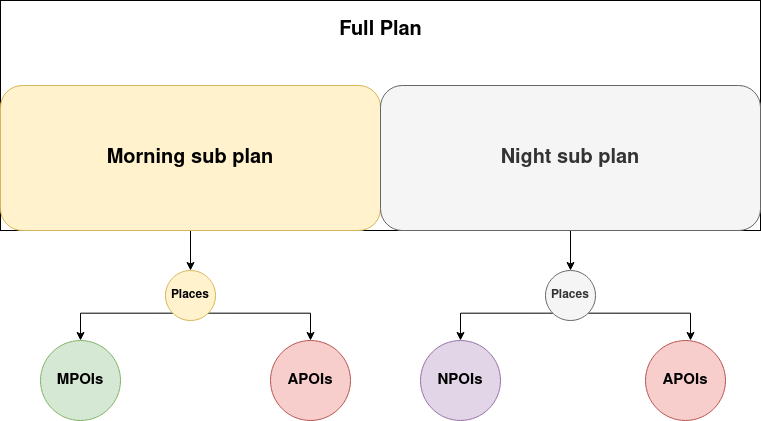 Full Plan
Morning sub plan
Night sub plan
Places
Places
MPOIs
APOIs
NPOIs
APOIs